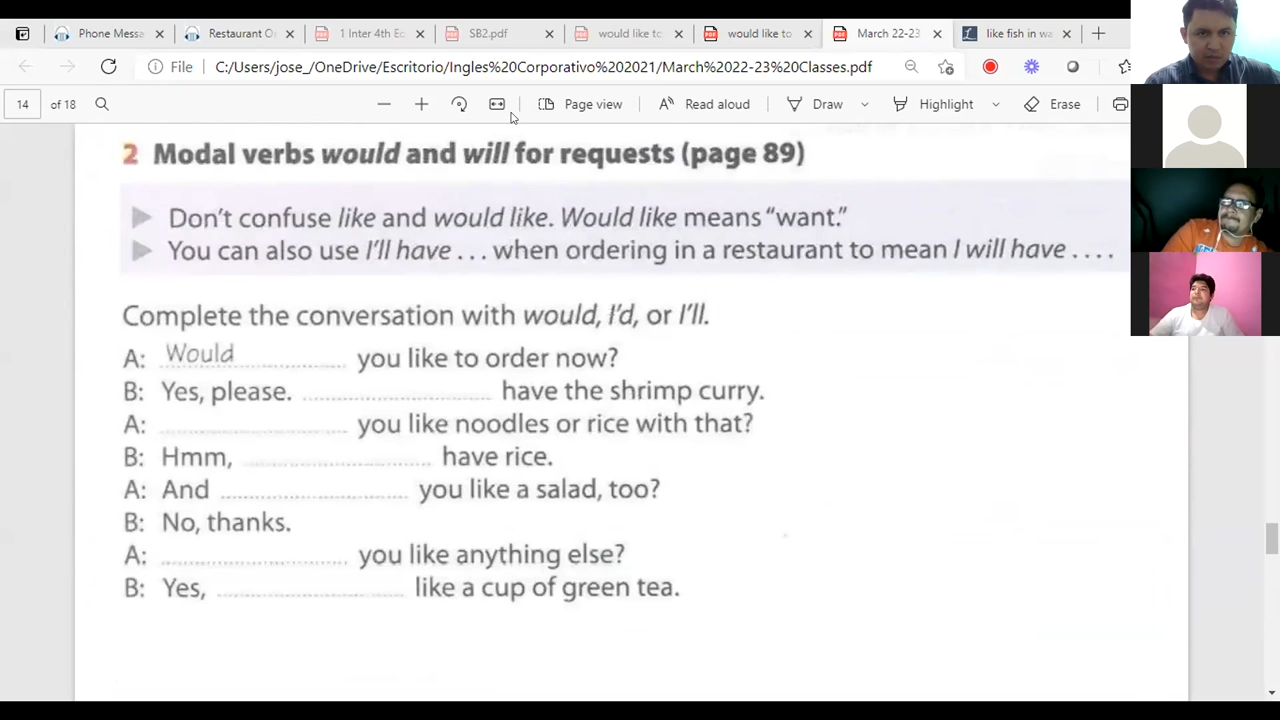 Phone Messa
Restaurant O
1 Inter 4th Ec
SB2.pdf
would like to
would like to
March 22-23
like fish in wa
File
C:/Users/jose_/OneDrive/Escritorio/Ingles%20Corporativo%202021/March%2022-23%20Classes.pdf
14 of 18
Page view
Read aloud
Draw
Highlight
Erase
2 Modal verbs would and will for requests (page 89)
Don't confuse like and would like. Would like means “want.”
You can also use I'll have . . . when ordering in a restaurant to mean I will have . . . .
Complete the conversation with would, I'd, or I'll.
A: Would you like to order now?
B: Yes, please. .......... have the shrimp curry.
A: .......... you like noodles or rice with that?
B: Hmm, .......... have rice.
A: And .......... you like a salad, too?
B: No, thanks.
A: .......... you like anything else?
B: Yes, .......... like a cup of green tea.